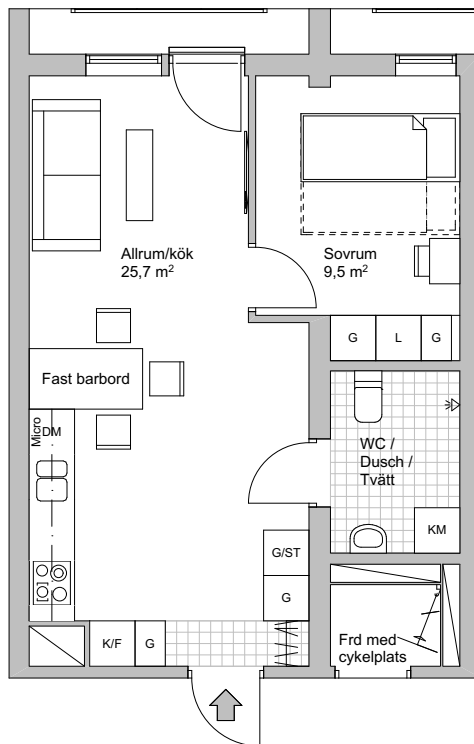 Allrum/kök
25,7 m²
Sovrum
9,5 m²
G
L
G
Fast barbord
Micro
DM
WC /
Dusch /
Tvätt
KM
G/ST
G
K/F
G
Frd med
cykelplats